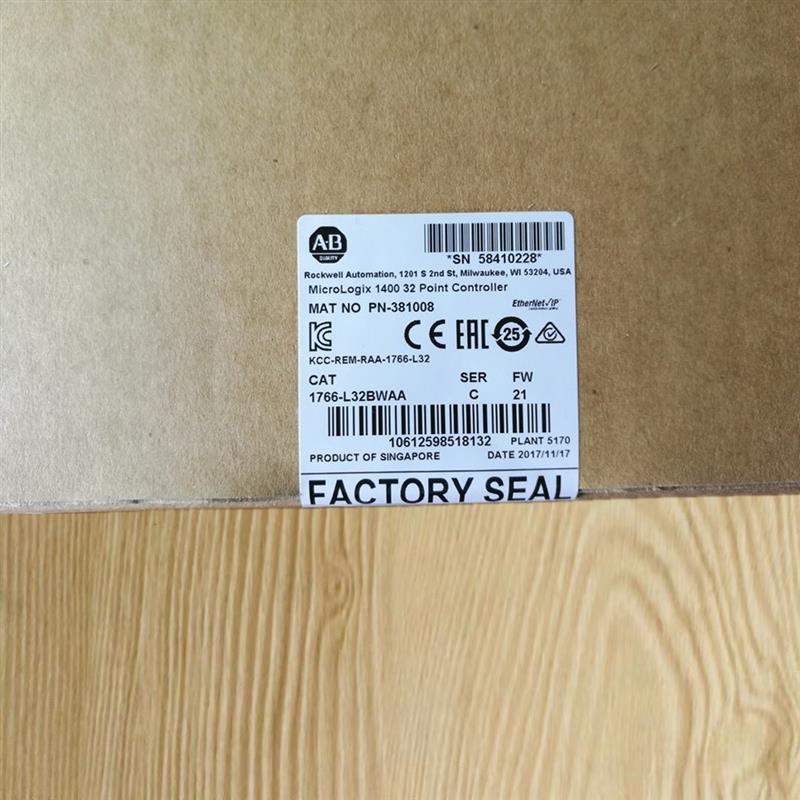 A-B
QUALITY
*SN 58410228*
Rockwell Automation, 1201 S 2nd St, Milwaukee, WI 53204, USA
MicroLogix 1400 32 Point Controller
MAT NO PN-381008
EtherNet/IP
CE EAC 25
KCC-REM-RAA-1766-L32
CAT SER FW
1766-L32BWAA C 21
10612598518132 PLANT 5170
PRODUCT OF SINGAPORE DATE 2017/11/17
FACTORY SEAL